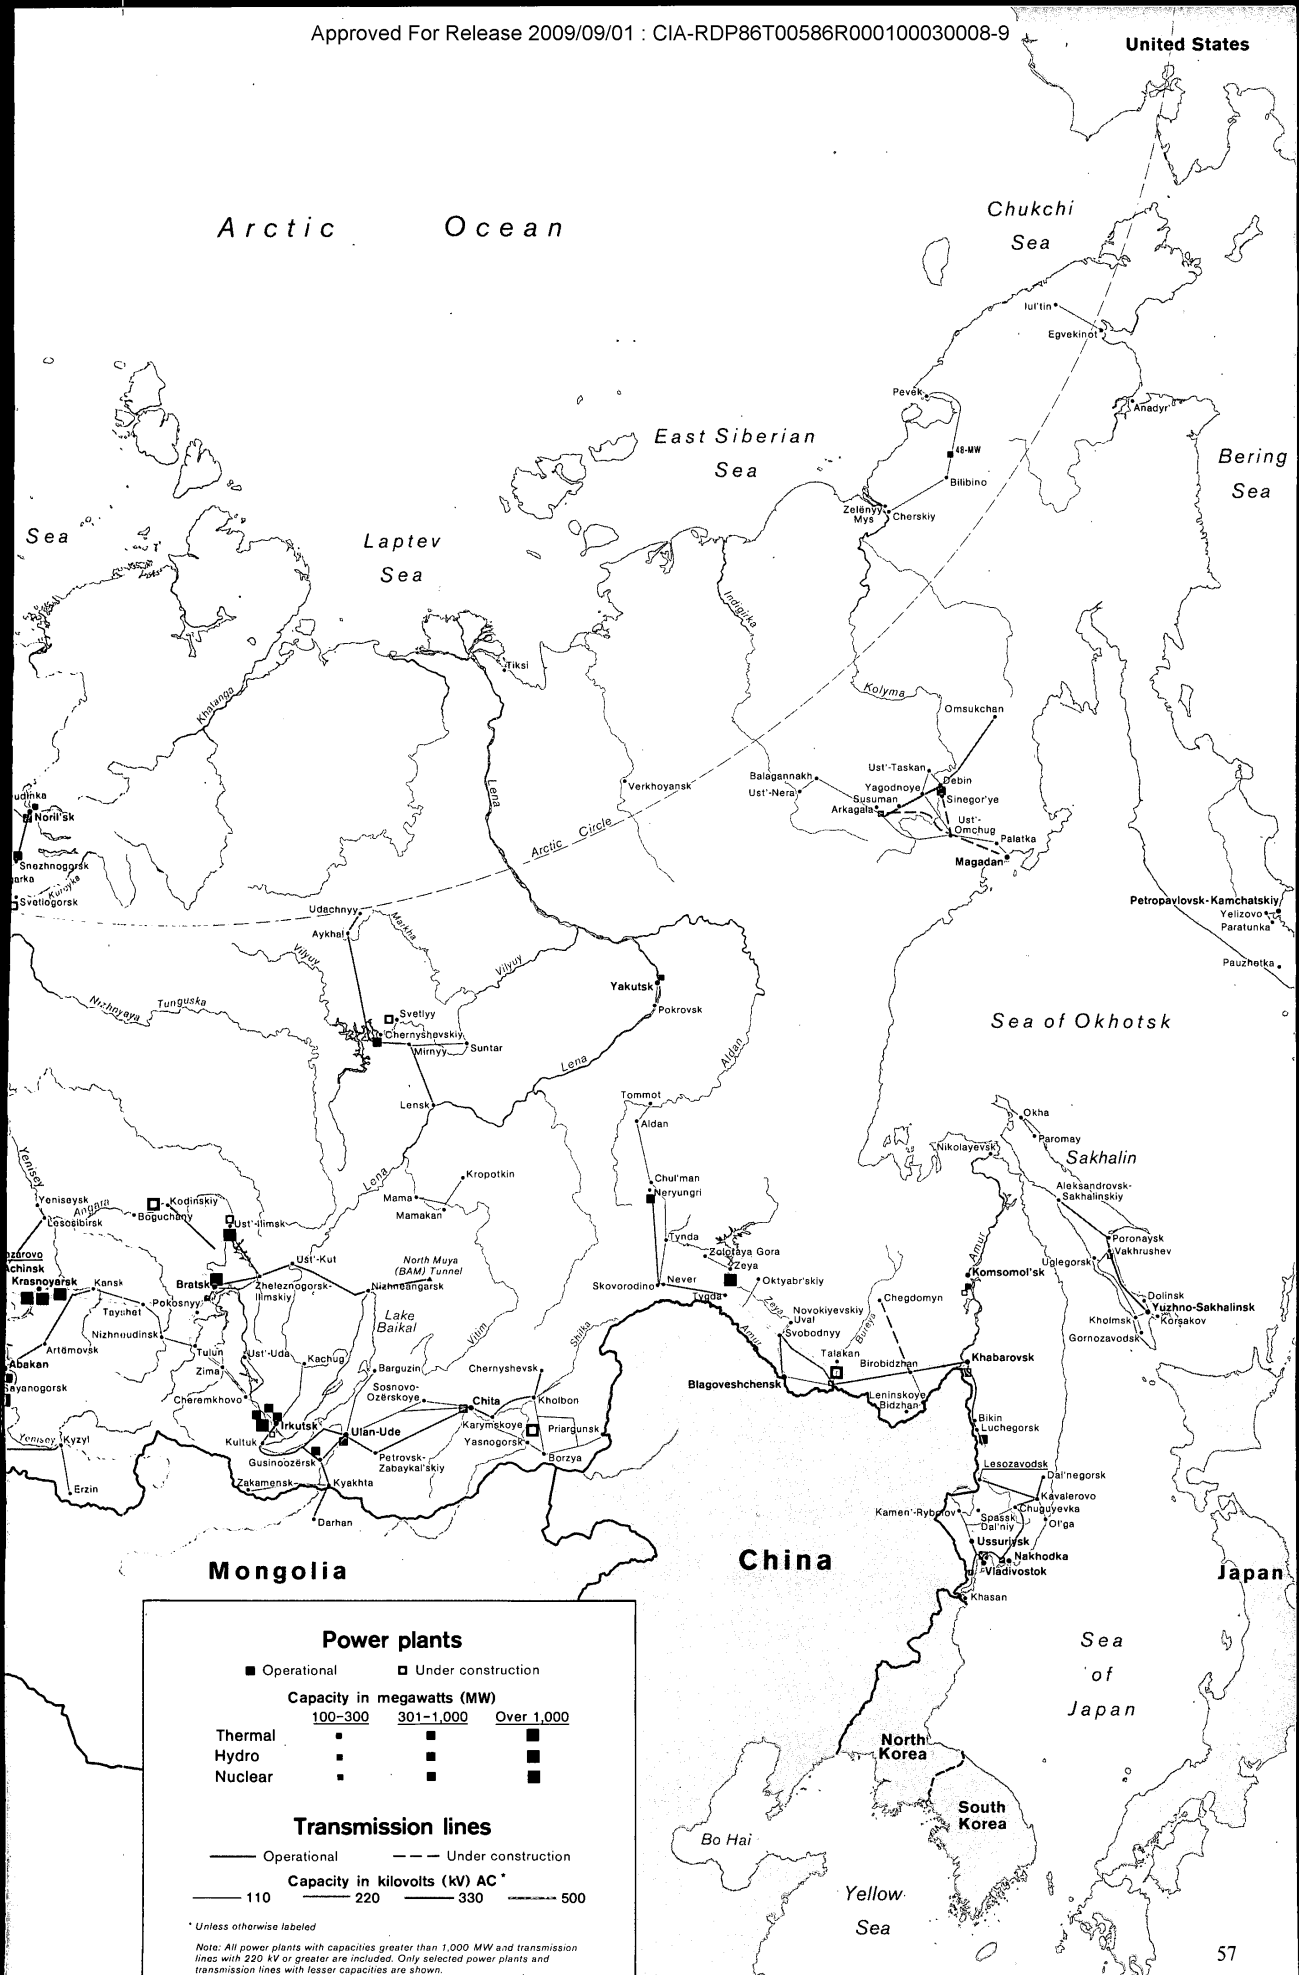 Approved For Release 2009/09/01 : CIA-RDP86T00586R000100030008-9
United States
Arctic Ocean
Chukchi
Sea
Iul'tin
Egvekinot
Pevek
Anadyr'
East Siberian
Sea
48-MW
Bilibino
Bering
Sea
Zelënyy
Mys
Cherskiy
Sea
Laptev
Sea
Indigirka
Tiksi
Khatanga
Kolyma
Omsukchan
Lena
Verkhoyansk
Balagannakh
Ust'-Nera
Ust'-Taskan
Debin
Yagodnoye
Susuman
Sinegor'ye
Arkagala
Ust'-
Omchug
Palatka
Magadan
udinka
Noril'sk
Snezhnogorsk
arka
Kureyka
Svetlogorsk
Arctic Circle
Petropavlovsk-Kamchatskiy
Yelizovo
Paratunka
Pauzhetka
Udachnyy
Aykhal
Markha
Vilyuy
Vilyuy
Yakutsk
Pokrovsk
Nizhnyaya Tunguska
Svetlyy
Chernyshevskiy
Mirnyy
Suntar
Sea of Okhotsk
Lena
Aldan
Lensk
Tommot
Aldan
Okha
Paromay
Nikolayevsk
Sakhalin
Yenisey
Lena
Kropotkin
Mama
Mamakan
Chul'man
Neryungri
Aleksandrovsk-
Sakhalinskiy
Yeniseysk
Angara
Kodinskiy
Boguchany
Lesosibirsk
Ust'-Ilimsk
Tynda
Zolotaya Gora
Zeya
Amur
Poronaysk
Vakhrushev
Uglegorsk
nzarovo
Achinsk
Krasnoyarsk
Kansk
Bratsk
Ust'-Kut
North Muya
(BAM) Tunnel
Zheleznogorsk-
Ilimskiy
Nizhneangarsk
Skovorodino
Never
Oktyabr'skiy
Tygda
Komsomol'sk
Tayshet
Pokosnyy
Lake
Baikal
Zeya
Chegdomyn
Dolinsk
Yuzhno-Sakhalinsk
Kholmsk
Korsakov
Gornozavodsk
Nizhneudinsk
Artëmovsk
Tulun
Ust'-Uda
Kachug
Vitim
Shilka
Amur
Novokiyevskiy
Uval
Svobodnyy
Bureya
Abakan
Zima
Barguzin
Chernyshevsk
Talakan
Birobidzhan
Khabarovsk
Sayanogorsk
Cheremkhovo
Sosnovo-
Ozërskoye
Chita
Kholbon
Blagoveshchensk
Leninskoye
Bidzhan
Irkutsk
Ulan-Ude
Karymskoye
Priargunsk
Bikin
Luchegorsk
Yenisey
Kyzyl
Kultuk
Gusinoozërsk
Petrovsk-
Zabaykal'skiy
Yasnogorsk
Borzya
Lesozavodsk
Dal'negorsk
Erzin
Zakamensk
Kyakhta
Kavalerovo
Chuguyevka
Kamen'-Rybolov
Spassk
Dal'niy
Ol'ga
Darhan
Ussuriysk
Nakhodka
Vladivostok
Khasan
Mongolia
China
Japan
Sea
of
Japan
North
Korea
South
Korea
Bo Hai
Yellow
Sea
Power plants
Operational Under construction
Capacity in megawatts (MW)
100-300 301-1,000 Over 1,000
Thermal
Hydro
Nuclear
Transmission lines
Operational Under construction
Capacity in kilovolts (kV) AC*
110 220 330 500
* Unless otherwise labeled
Note: All power plants with capacities greater than 1,000 MW and transmission
lines with 220 kV or greater are included. Only selected power plants and
transmission lines with lesser capacities are shown.
57